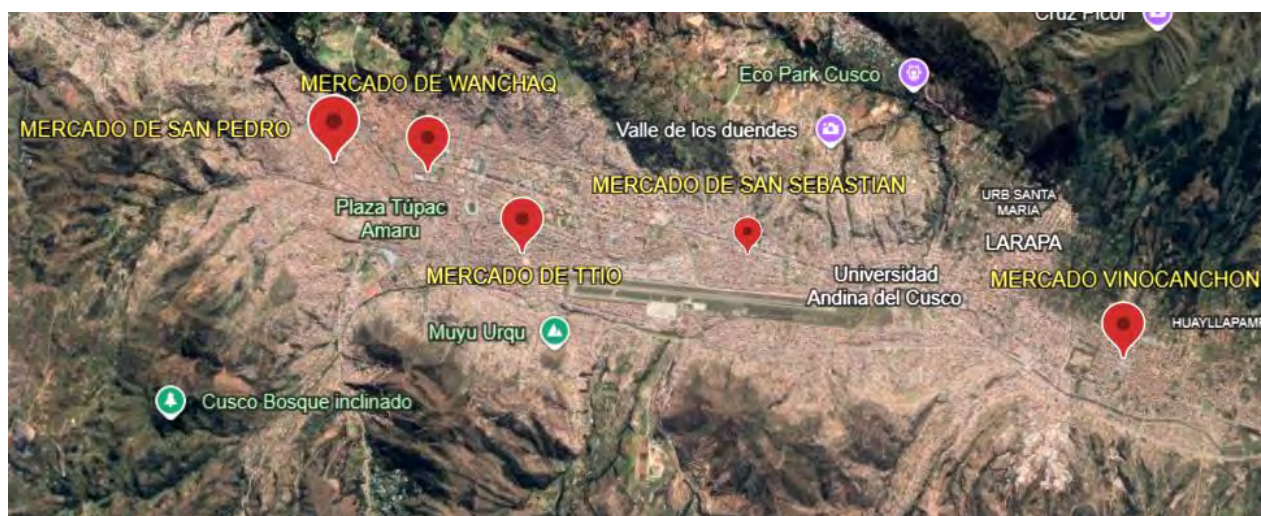 Cruz Picol
MERCADO DE WANCHAQ
Eco Park Cusco
MERCADO DE SAN PEDRO
Valle de los duendes
MERCADO DE SAN SEBASTIAN
URB SANTA
MARIA
Plaza Túpac
Amaru
LARAPA
MERCADO DE TTIO
Universidad
Andina del Cusco
MERCADO VINOCANCHON
Muyu Urqu
HUAYLLAPAMP
Cusco Bosque inclinado